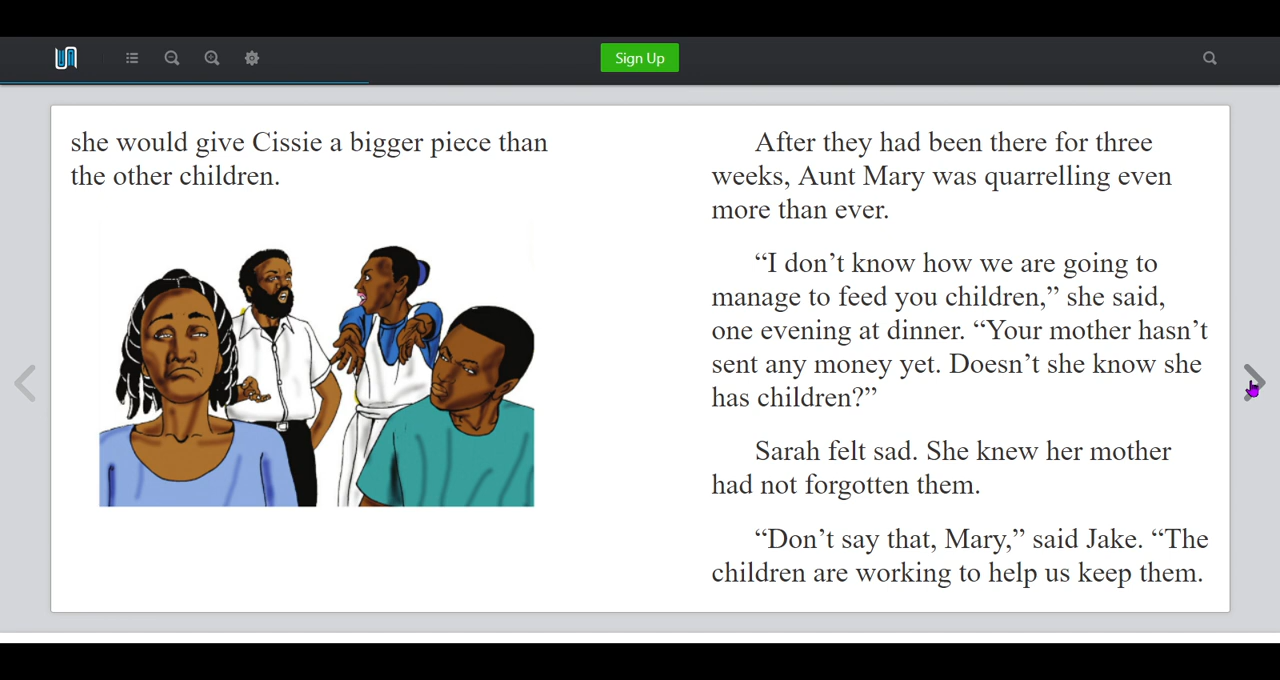 Sign Up
she would give Cissie a bigger piece than
the other children.
After they had been there for three
weeks, Aunt Mary was quarrelling even
more than ever.
“I don’t know how we are going to
manage to feed you children,” she said,
one evening at dinner. “Your mother hasn’t
sent any money yet. Doesn’t she know she
has children?”
Sarah felt sad. She knew her mother
had not forgotten them.
“Don’t say that, Mary,” said Jake. “The
children are working to help us keep them.